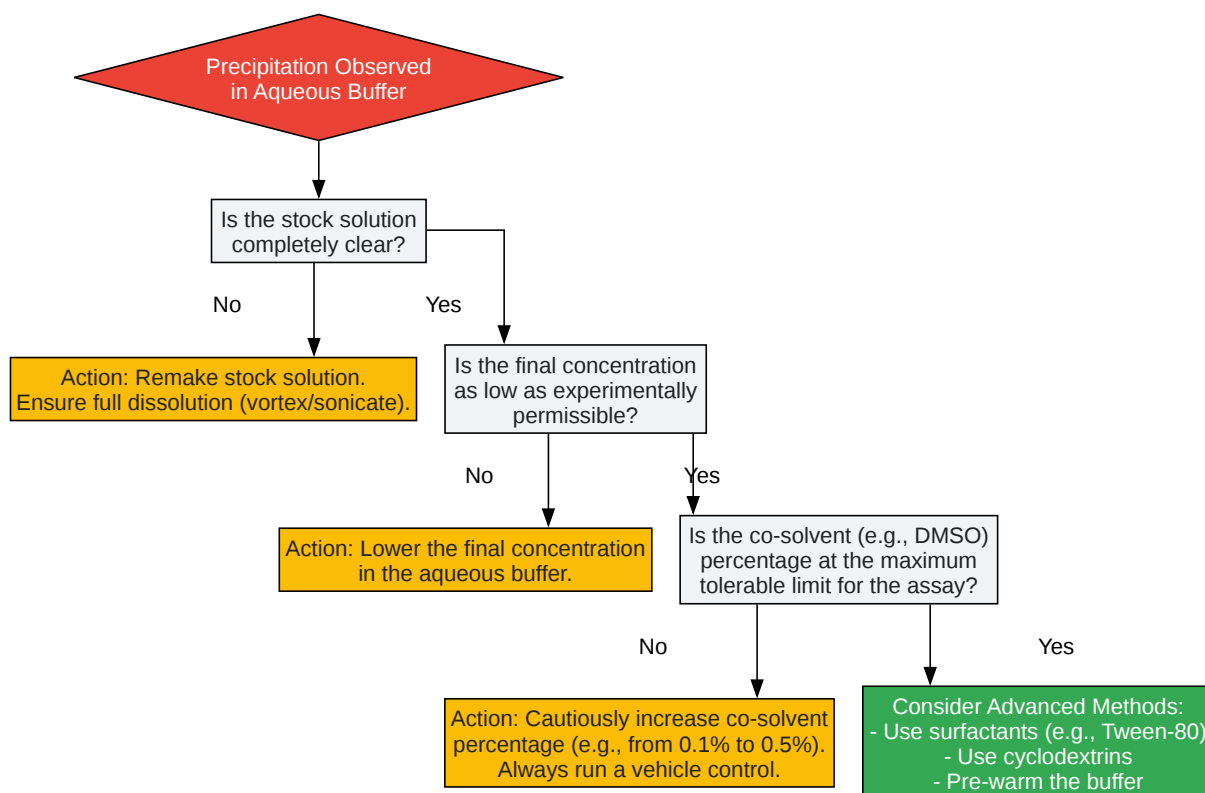 Precipitation Observed
in Aqueous Buffer
Is the stock solution
completely clear?
No
Yes
Action: Remake stock solution.
Ensure full dissolution (vortex/sonicate).
Is the final concentration
as low as experimentally
permissible?
No
Yes
Action: Lower the final concentration
in the aqueous buffer.
Is the co-solvent (e.g., DMSO)
percentage at the maximum
tolerable limit for the assay?
No
Yes
Action: Cautiously increase co-solvent
percentage (e.g., from 0.1% to 0.5%).
Always run a vehicle control.
Consider Advanced Methods:
- Use surfactants (e.g., Tween-80)
- Use cyclodextrins
- Pre-warm the buffer